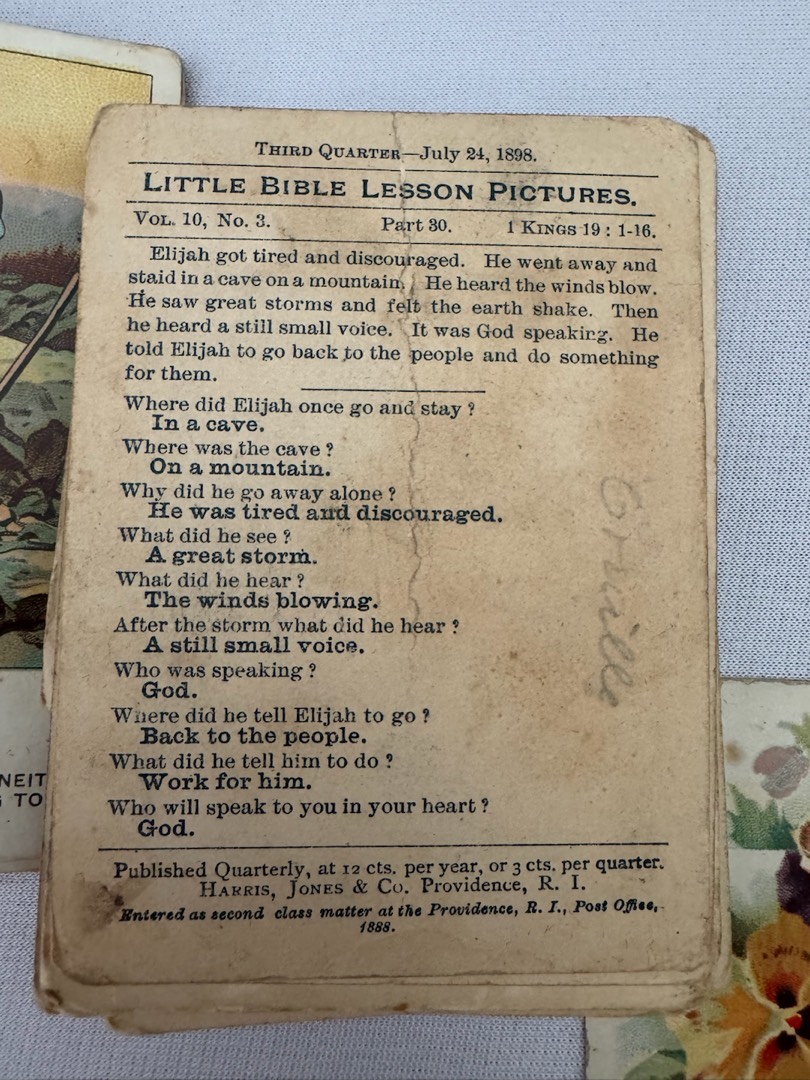 THIRD QUARTER—July 24, 1898.
LITTLE BIBLE LESSON PICTURES.
VOL. 10, NO. 3. Part 30. 1 KINGS 19 : 1-16.
Elijah got tired and discouraged. He went away and
staid in a cave on a mountain. He heard the winds blow.
He saw great storms and felt the earth shake. Then
he heard a still small voice. It was God speaking. He
told Elijah to go back to the people and do something
for them.
Where did Elijah once go and stay ?
In a cave.
Where was the cave ?
On a mountain.
Why did he go away alone ?
He was tired and discouraged.
What did he see ?
A great storm.
What did he hear ?
The winds blowing.
After the storm what did he hear ?
A still small voice.
Who was speaking ?
God.
Where did he tell Elijah to go ?
Back to the people.
What did he tell him to do ?
Work for him.
Who will speak to you in your heart ?
God.
Published Quarterly, at 12 cts. per year, or 3 cts. per quarter.
HARRIS, JONES & CO. Providence, R. I.
Entered as second class matter at the Providence, R. I., Post Office,
1888.
Orville
NEIT
TO